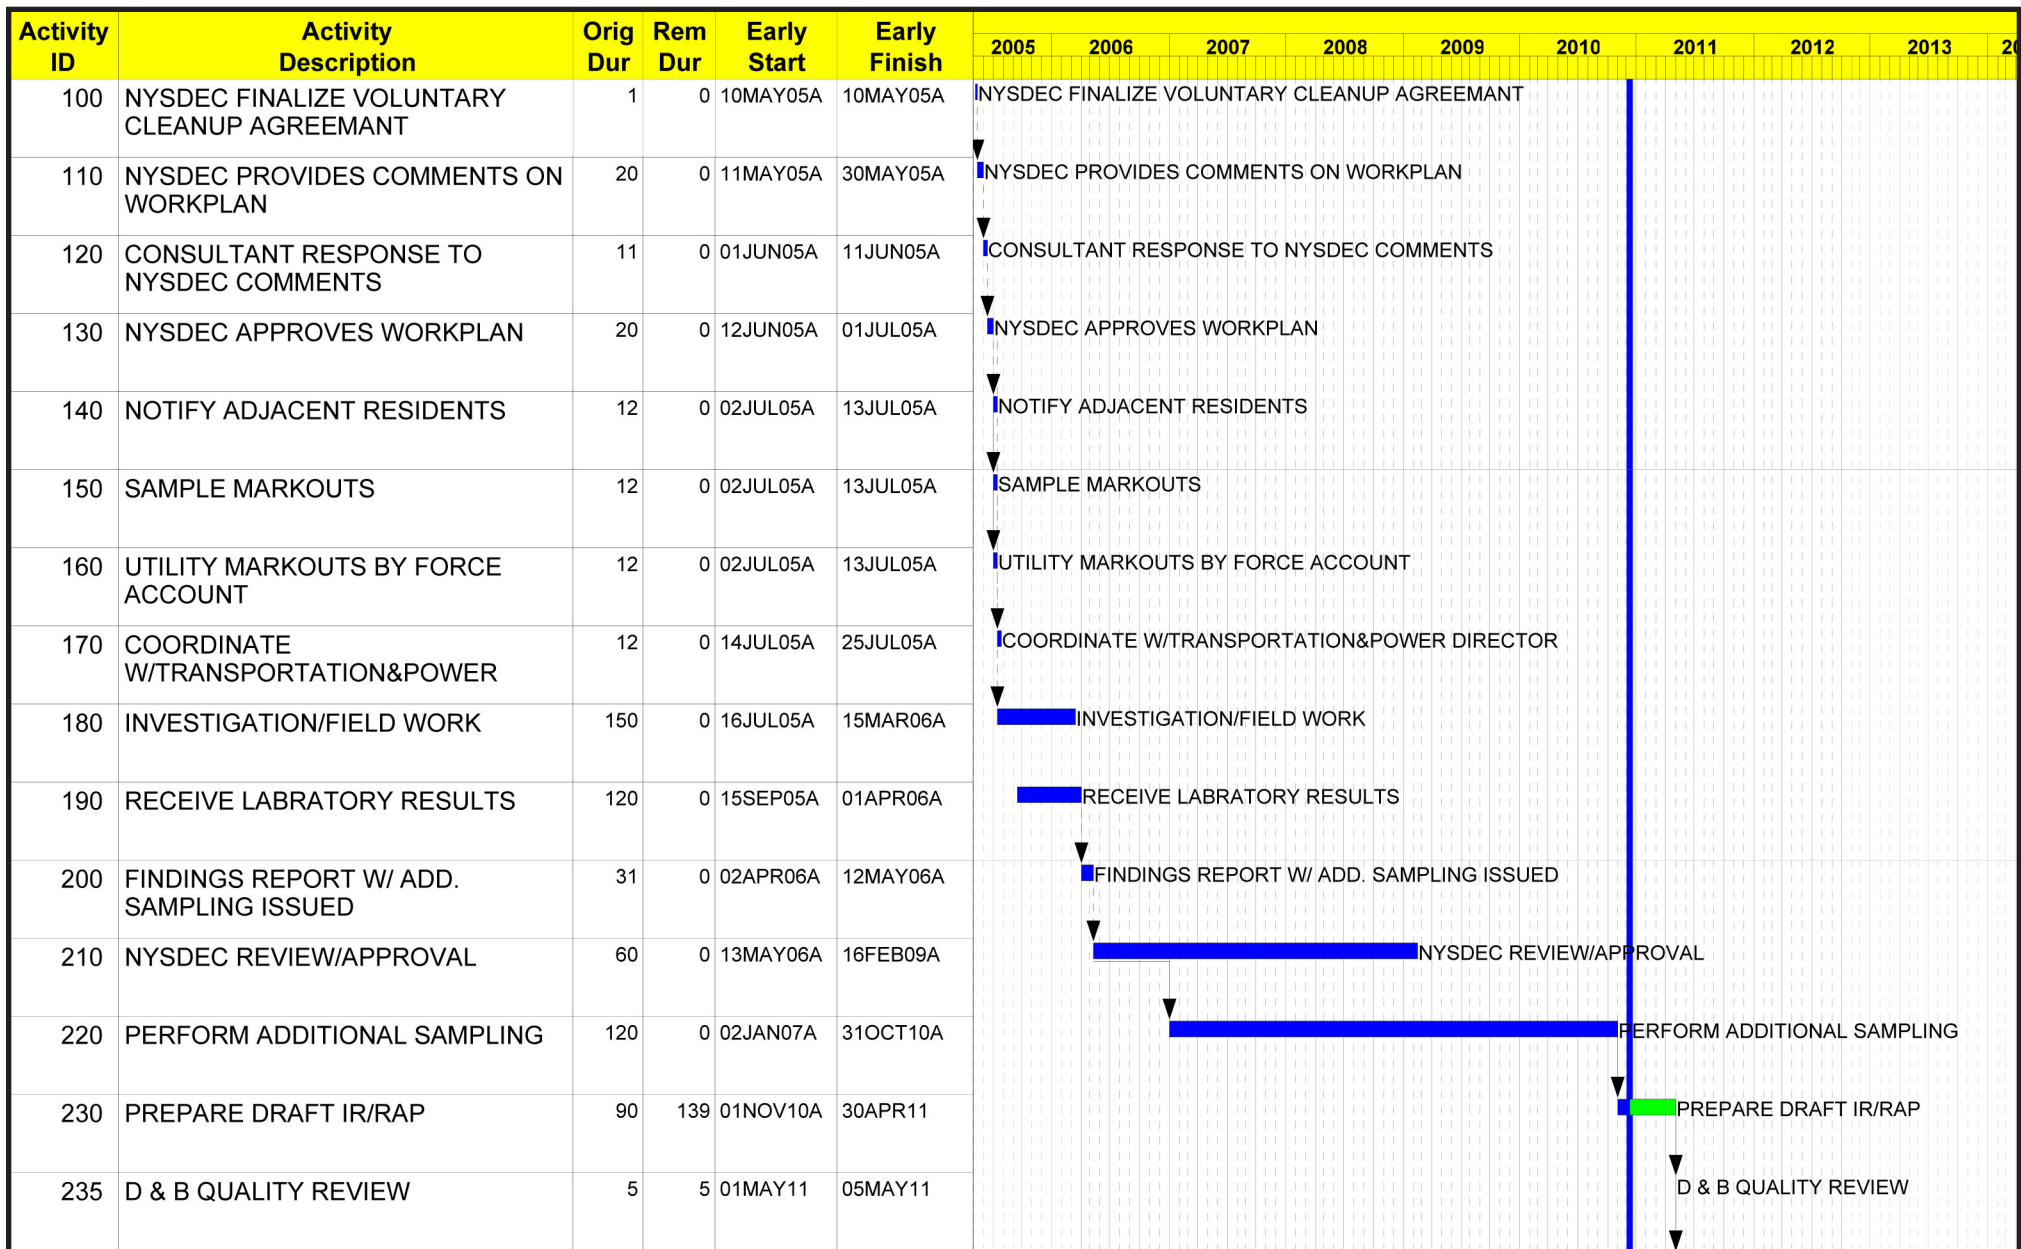 Activity Activity Orig Rem Early Early
ID Description Dur Dur Start Finish
2005 2006 2007 2008 2009 2010 2011 2012 2013 20
100 NYSDEC FINALIZE VOLUNTARY 1 0 10MAY05A 10MAY05A NYSDEC FINALIZE VOLUNTARY CLEANUP AGREEMANT
CLEANUP AGREEMANT
110 NYSDEC PROVIDES COMMENTS ON 20 0 11MAY05A 30MAY05A NYSDEC PROVIDES COMMENTS ON WORKPLAN
WORKPLAN
120 CONSULTANT RESPONSE TO 11 0 01JUN05A 11JUN05A CONSULTANT RESPONSE TO NYSDEC COMMENTS
NYSDEC COMMENTS
130 NYSDEC APPROVES WORKPLAN 20 0 12JUN05A 01JUL05A NYSDEC APPROVES WORKPLAN
140 NOTIFY ADJACENT RESIDENTS 12 0 02JUL05A 13JUL05A NOTIFY ADJACENT RESIDENTS
150 SAMPLE MARKOUTS 12 0 02JUL05A 13JUL05A SAMPLE MARKOUTS
160 UTILITY MARKOUTS BY FORCE 12 0 02JUL05A 13JUL05A UTILITY MARKOUTS BY FORCE ACCOUNT
ACCOUNT
170 COORDINATE 12 0 14JUL05A 25JUL05A COORDINATE W/TRANSPORTATION&POWER DIRECTOR
W/TRANSPORTATION&POWER
180 INVESTIGATION/FIELD WORK 150 0 16JUL05A 15MAR06A INVESTIGATION/FIELD WORK
190 RECEIVE LABRATORY RESULTS 120 0 15SEP05A 01APR06A RECEIVE LABRATORY RESULTS
200 FINDINGS REPORT W/ ADD. 31 0 02APR06A 12MAY06A FINDINGS REPORT W/ ADD. SAMPLING ISSUED
SAMPLING ISSUED
210 NYSDEC REVIEW/APPROVAL 60 0 13MAY06A 16FEB09A NYSDEC REVIEW/APPROVAL
220 PERFORM ADDITIONAL SAMPLING 120 0 02JAN07A 31OCT10A PERFORM ADDITIONAL SAMPLING
230 PREPARE DRAFT IR/RAP 90 139 01NOV10A 30APR11 PREPARE DRAFT IR/RAP
235 D & B QUALITY REVIEW 5 5 01MAY11 05MAY11 D & B QUALITY REVIEW